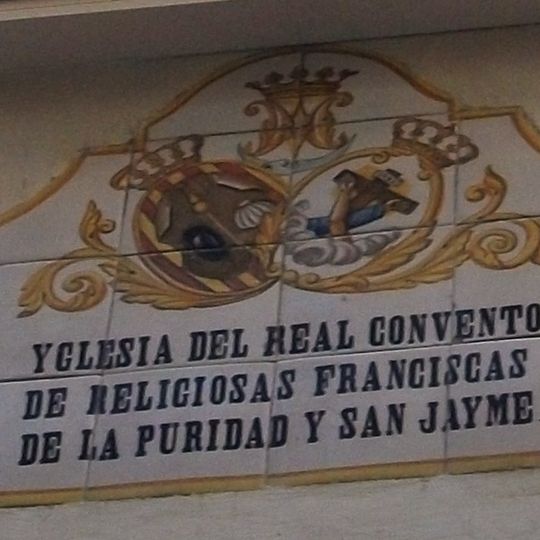 YGLESIA DEL REAL CONVENTO
DE RELIGIOSAS FRANCISCAS
DE LA PURIDAD Y SAN JAYME